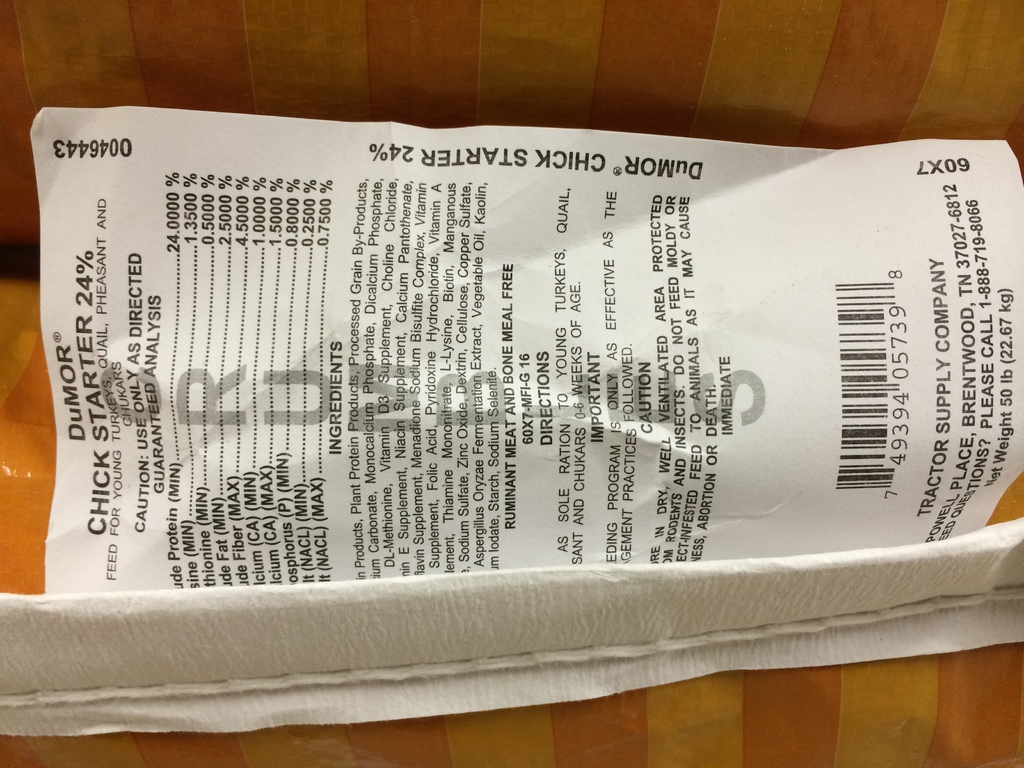 0046443
DuMOR® CHICK STARTER 24%
60X7
DuMOR®
CHICK STARTER 24%
FEED FOR YOUNG TURKEYS, QUAIL, PHEASANT AND
CHUKARS
CAUTION: USE ONLY AS DIRECTED
GUARANTEED ANALYSIS
ude Protein (MIN) 24.0000 %
sine (MIN) 1.3500 %
thionine (MIN) 0.5000 %
ude Fat (MIN) 2.5000 %
ude Fiber (MAX) 4.5000 %
lcium (CA) (MIN) 1.0000 %
lcium (CA) (MAX) 1.5000 %
osphorus (P) (MIN) 0.8000 %
lt (NACL) (MIN) 0.2500 %
lt (NACL) (MAX) 0.7500 %
INGREDIENTS
in Products, Plant Protein Products, Processed Grain By-Products,
ium Carbonate, Monocalcium Phosphate, Dicalcium Phosphate,
DL-Methionine, Vitamin D3 Supplement, Choline Chloride,
min E Supplement, Niacin Supplement, Calcium Pantothenate,
flavin Supplement, Menadione Sodium Bisulfite Complex, Vitamin
Supplement, Folic Acid, Pyridoxine Hydrochloride, Vitamin A
lement, Thiamine Mononitrate, L-Lysine, Biotin, Manganous
e, Sodium Sulfate, Zinc Oxide, Dextrin, Cellulose, Copper Sulfate,
Aspergillus Oryzae Fermentation Extract, Vegetable Oil, Kaolin,
um Iodate, Starch, Sodium Selenite.
RUMINANT MEAT AND BONE MEAL FREE
60X7-MFI-G 16
DIRECTIONS
AS SOLE RATION TO YOUNG TURKEYS, QUAIL,
SANT AND CHUKARS 0-6 WEEKS OF AGE.
IMPORTANT
EDING PROGRAM IS ONLY AS EFFECTIVE AS THE
GEMENT PRACTICES FOLLOWED.
CAUTION
RE IN DRY, WELL VENTILATED AREA PROTECTED
OM RODENTS AND INSECTS. DO NOT FEED MOLDY OR
ECT-INFESTED FEED TO ANIMALS AS IT MAY CAUSE
NESS, ABORTION OR DEATH.
IMMEDIATE
7 49394 05739 8
TRACTOR SUPPLY COMPANY
POWELL PLACE, BRENTWOOD, TN 37027-6812
EED QUESTIONS? PLEASE CALL 1-888-719-8066
Net Weight 50 lb (22.67 kg)